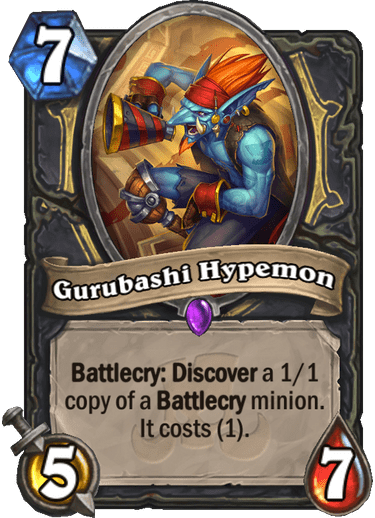 7
Gurubashi Hypemon
Battlecry: Discover a 1/1
copy of a Battlecry minion.
It costs (1).
5
7